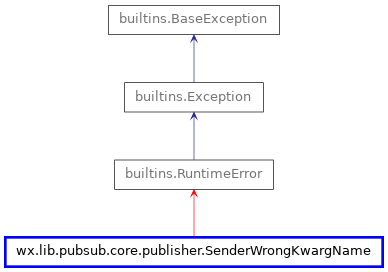 builtins.BaseException
builtins.Exception
builtins.RuntimeError
wx.lib.pubsub.core.publisher.SenderWrongKwargName